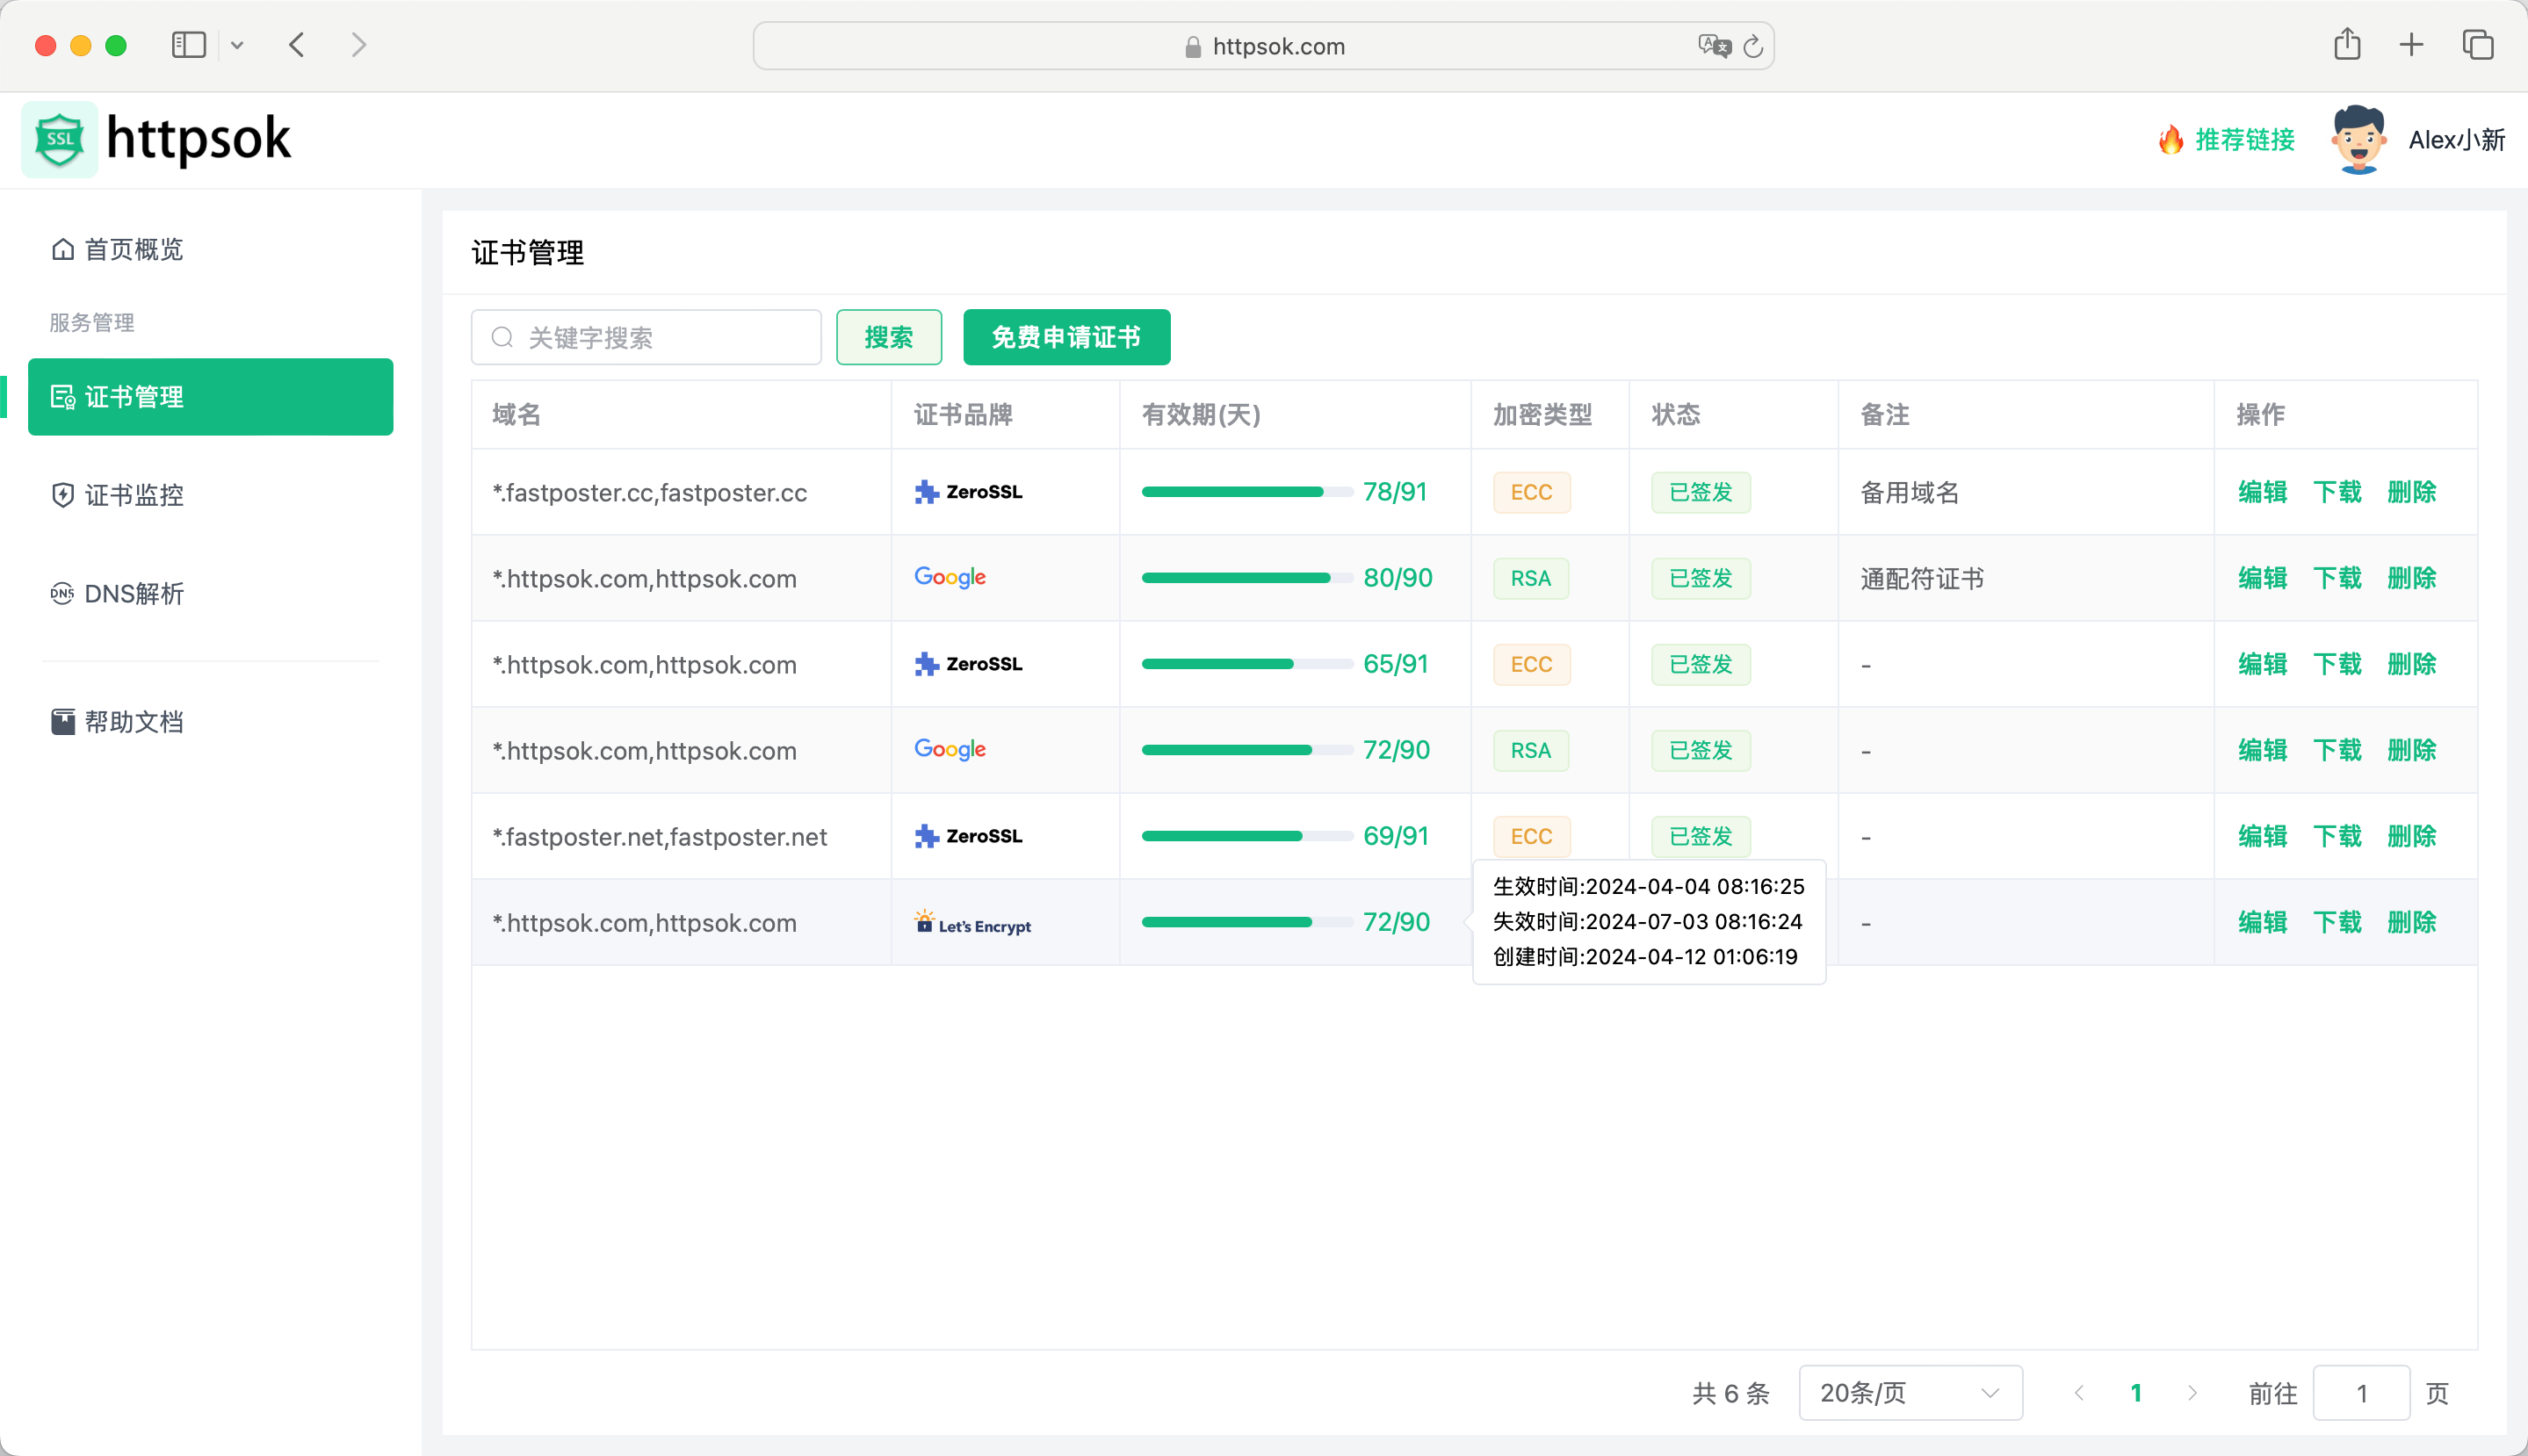 httpsok.com
SSL httpsok
推荐链接 Alex小新
首页概览
服务管理
证书管理
证书监控
DNS DNS解析
帮助文档
证书管理
关键字搜索 搜索 免费申请证书
域名 证书品牌 有效期(天) 加密类型 状态 备注 操作
*.fastposter.cc,fastposter.cc ZeroSSL 78/91 ECC 已签发 备用域名 编辑 下载 删除
*.httpsok.com,httpsok.com Google 80/90 RSA 已签发 通配符证书 编辑 下载 删除
*.httpsok.com,httpsok.com ZeroSSL 65/91 ECC 已签发 - 编辑 下载 删除
*.httpsok.com,httpsok.com Google 72/90 RSA 已签发 - 编辑 下载 删除
*.fastposter.net,fastposter.net ZeroSSL 69/91 ECC 已签发 - 编辑 下载 删除
*.httpsok.com,httpsok.com Let's Encrypt 72/90 - 编辑 下载 删除
生效时间:2024-04-04 08:16:25
失效时间:2024-07-03 08:16:24
创建时间:2024-04-12 01:06:19
共 6 条 20条/页 1 前往 1 页